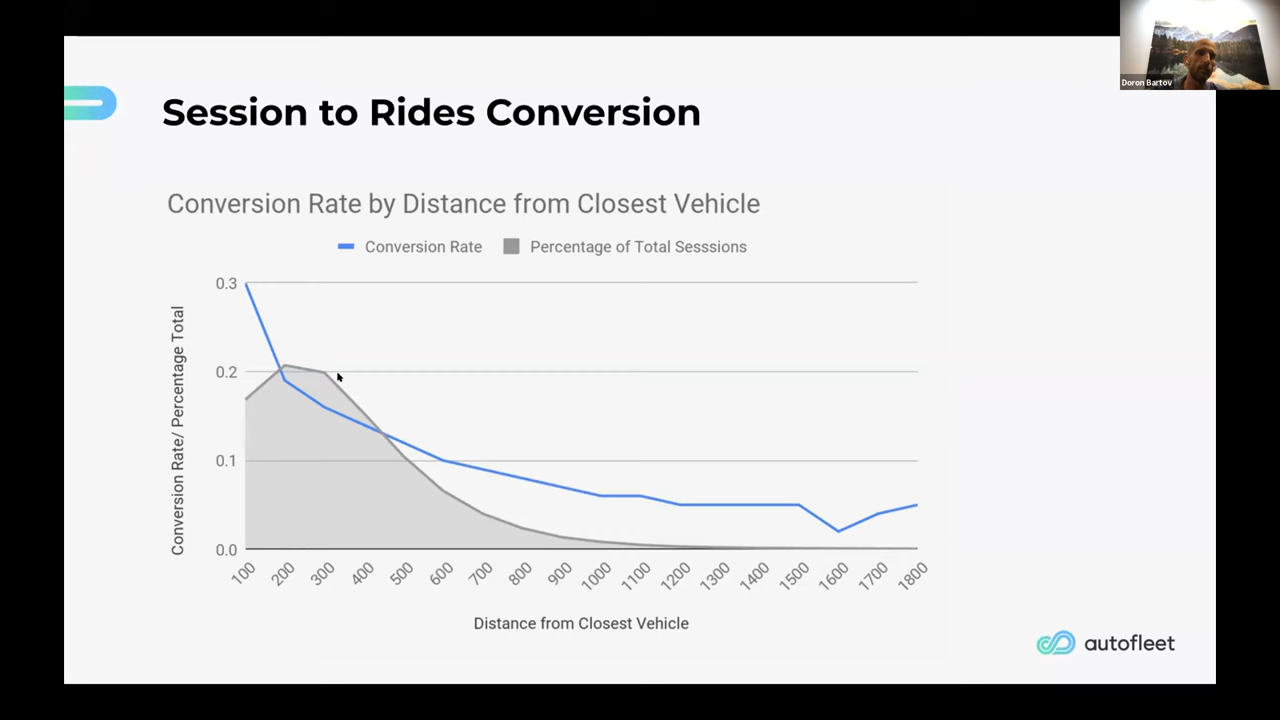 Doron Bartov
Session to Rides Conversion
Conversion Rate by Distance from Closest Vehicle
Conversion Rate
Percentage of Total Sesssions
Conversion Rate/ Percentage Total
0.3
0.2
0.1
0.0
100 200 300 400 500 600 700 800 900 1000 1100 1200 1300 1400 1500 1600 1700 1800
Distance from Closest Vehicle
autofleet